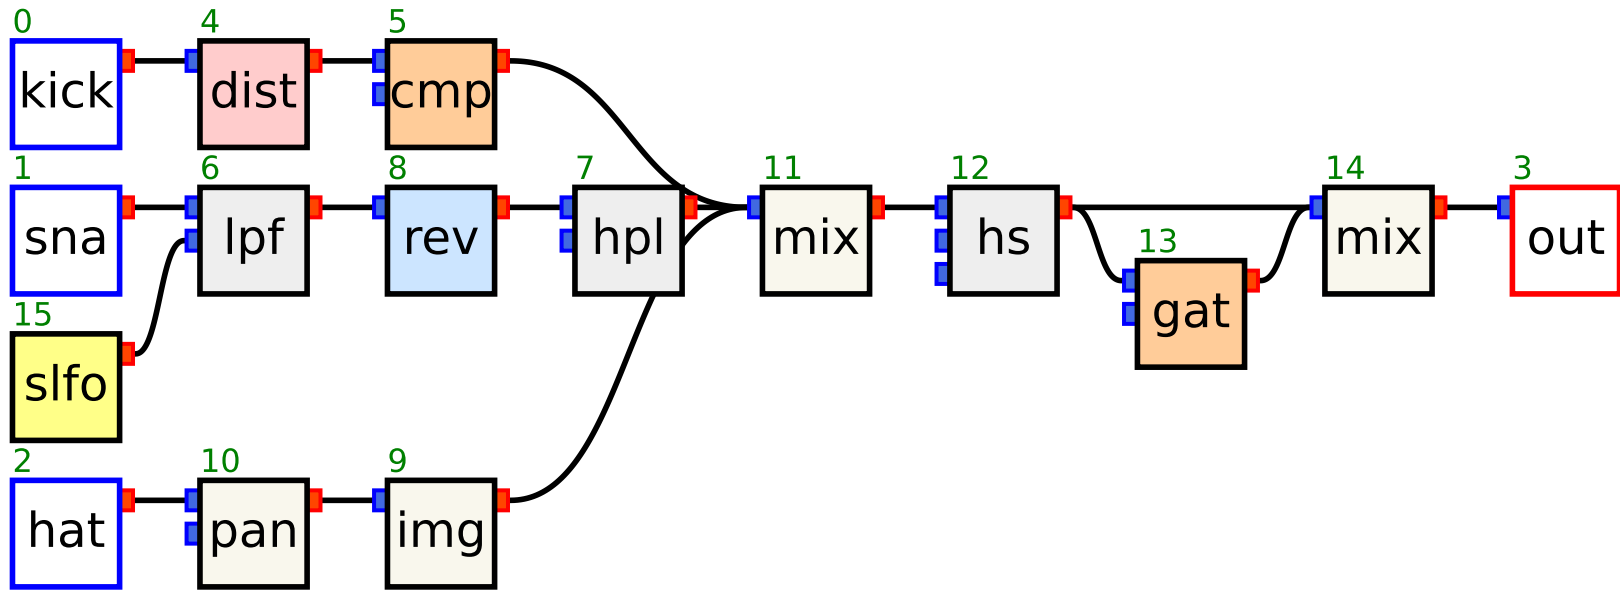 0 4 5
kick dist cmp
1 6 8 7 11 12 14 3
sna lpf rev hpl mix hs mix out
13
gat
15
slfo
2 10 9
hat pan img